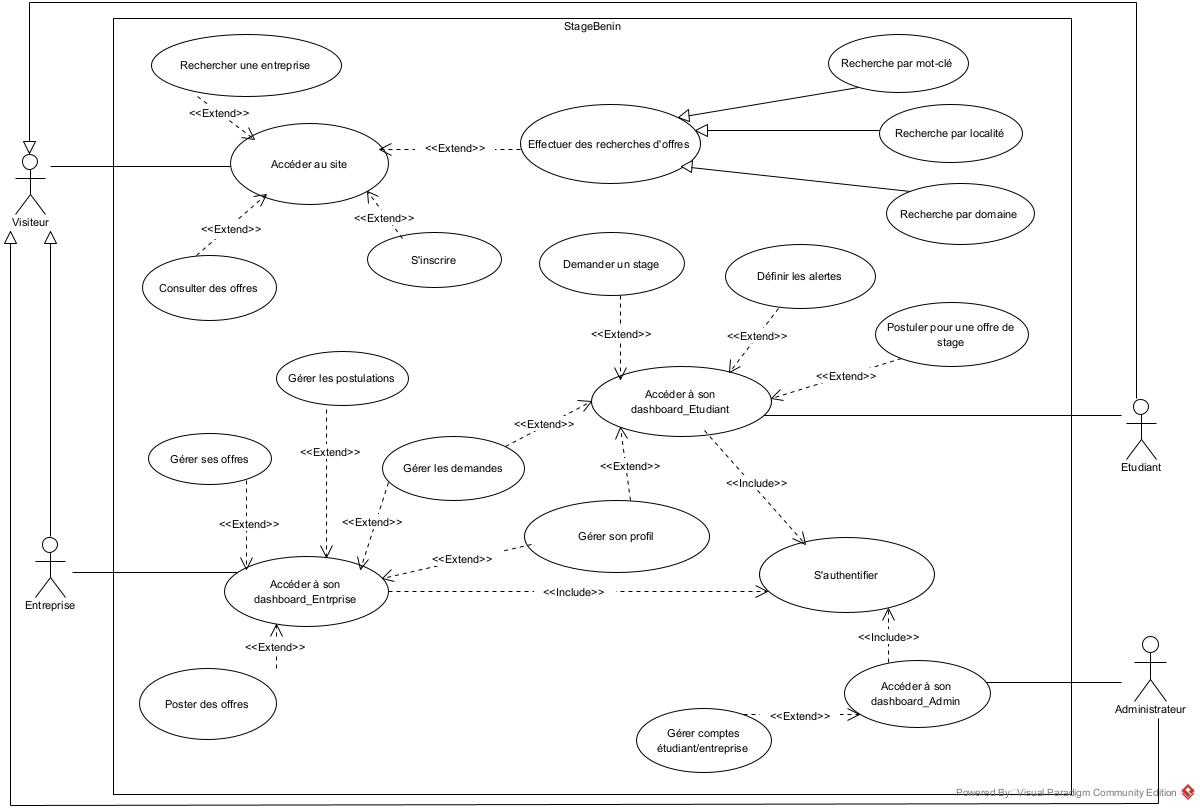 StageBenin
Rechercher une entreprise
Recherche par mot-clé
<<Extend>>
Recherche par localité
Effectuer des recherches d'offres
<<Extend>>
Accéder au site
Recherche par domaine
<<Extend>>
<<Extend>>
Visiteur
S'inscrire
Demander un stage
Définir les alertes
Consulter des offres
Postuler pour une offre de
stage
<<Extend>>
<<Extend>>
<<Extend>>
Gérer les postulations
Accéder à son
dashboard_Etudiant
<<Extend>>
<<Extend>>
Gérer ses offres
Gérer les demandes
<<Extend>>
Etudiant
<<Include>>
<<Extend>>
<<Extend>>
Gérer son profil
<<Extend>>
S'authentifier
Accéder à son
dashboard_Entrprise
<<Include>>
Entreprise
<<Include>>
<<Extend>>
Accéder à son
dashboard_Admin
Poster des offres
Administrateur
<<Extend>>
Gérer comptes
étudiant/entreprise
Powered By: Visual Paradigm Community Edition